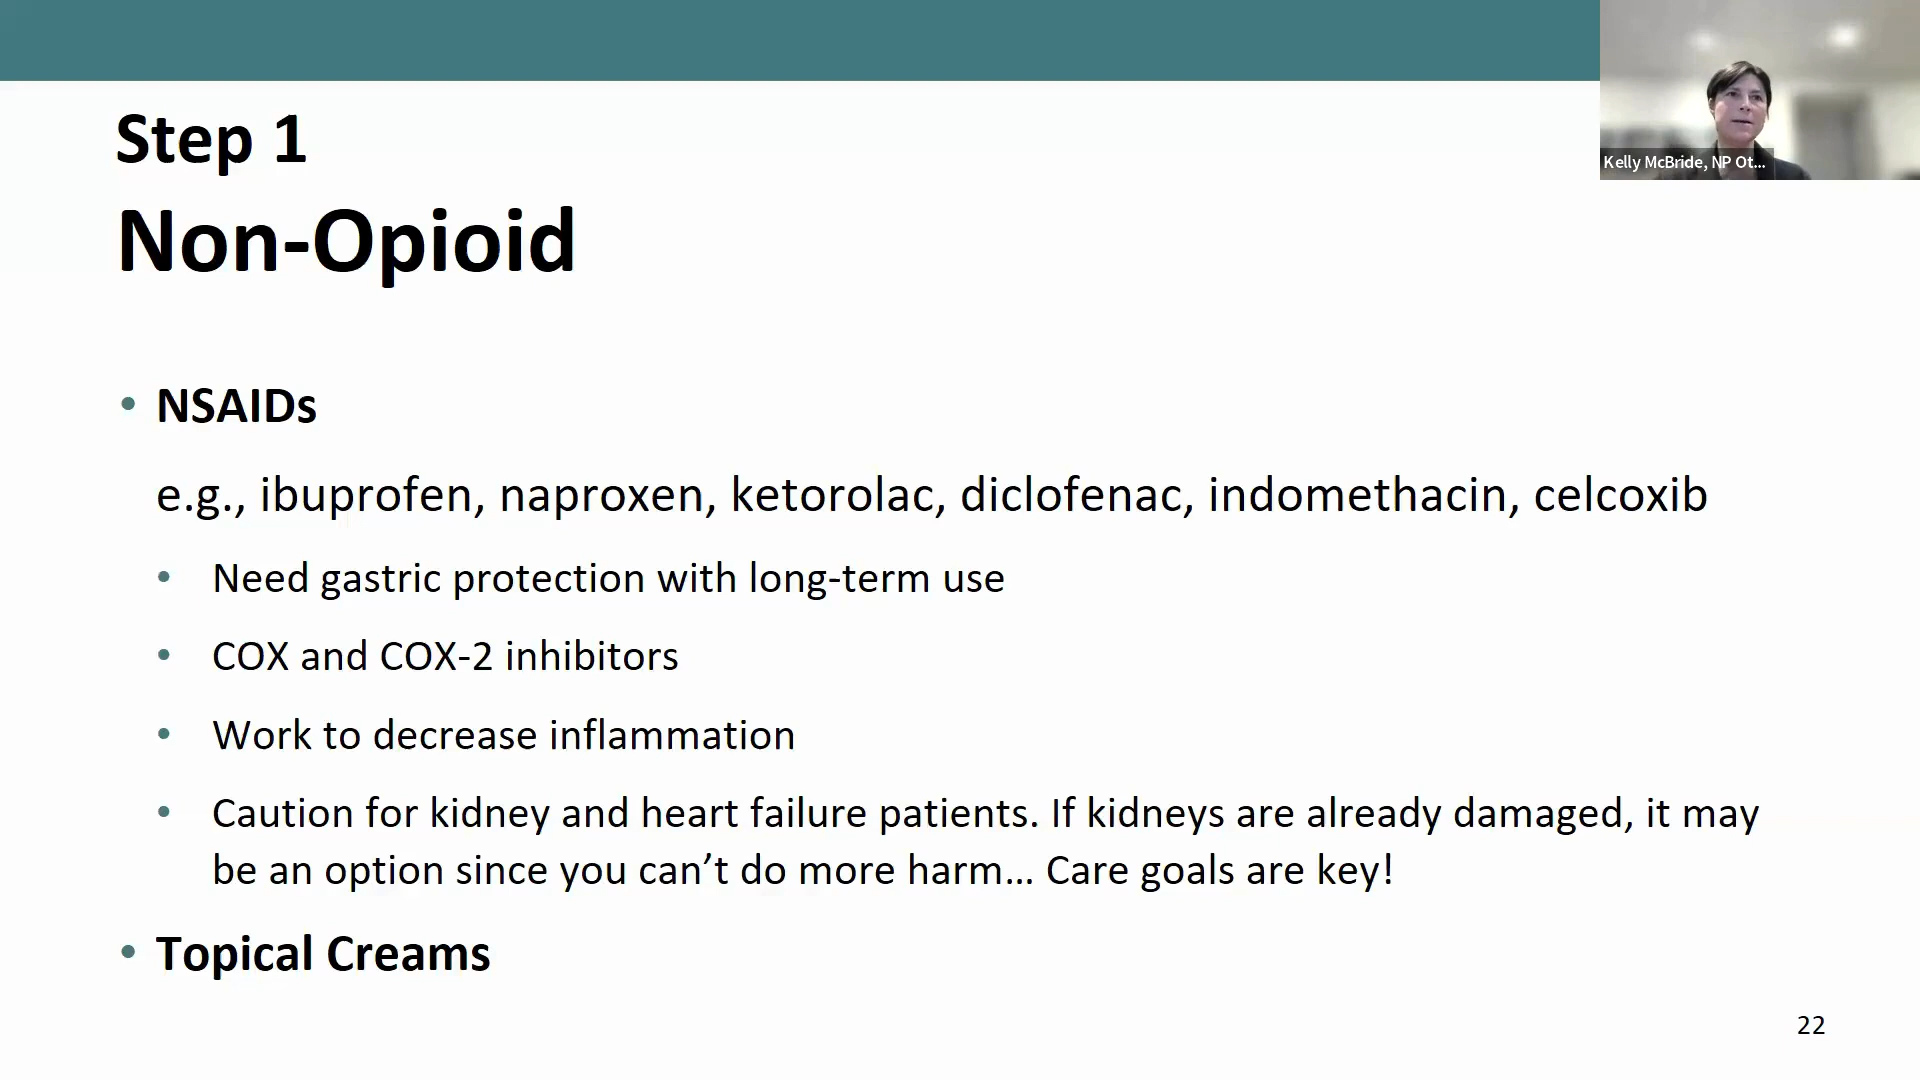 Kelly McBride, NP Ot...
Step 1
Non-Opioid
• NSAIDs
e.g., ibuprofen, naproxen, ketorolac, diclofenac, indomethacin, celcoxib
• Need gastric protection with long-term use
• COX and COX-2 inhibitors
• Work to decrease inflammation
• Caution for kidney and heart failure patients. If kidneys are already damaged, it may
be an option since you can’t do more harm… Care goals are key!
• Topical Creams
22